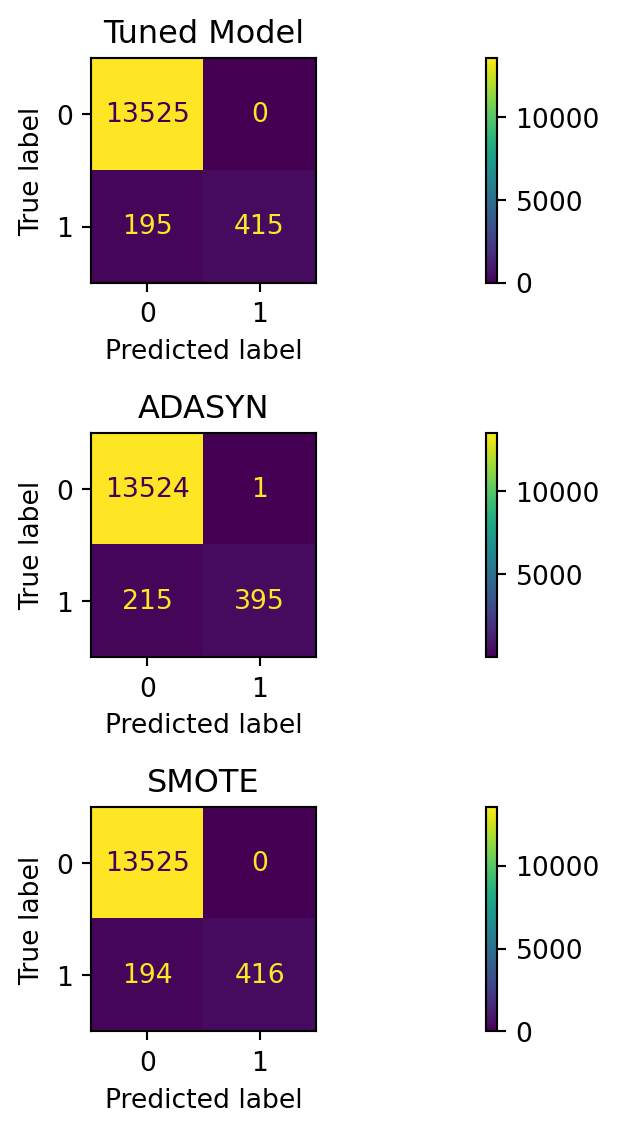 Tuned Model
True label
0 13525 0
1 195 415
0 1
Predicted label
10000
5000
0
ADASYN
True label
0 13524 1
1 215 395
0 1
Predicted label
10000
5000
SMOTE
True label
0 13525 0
1 194 416
0 1
Predicted label
10000
5000
0